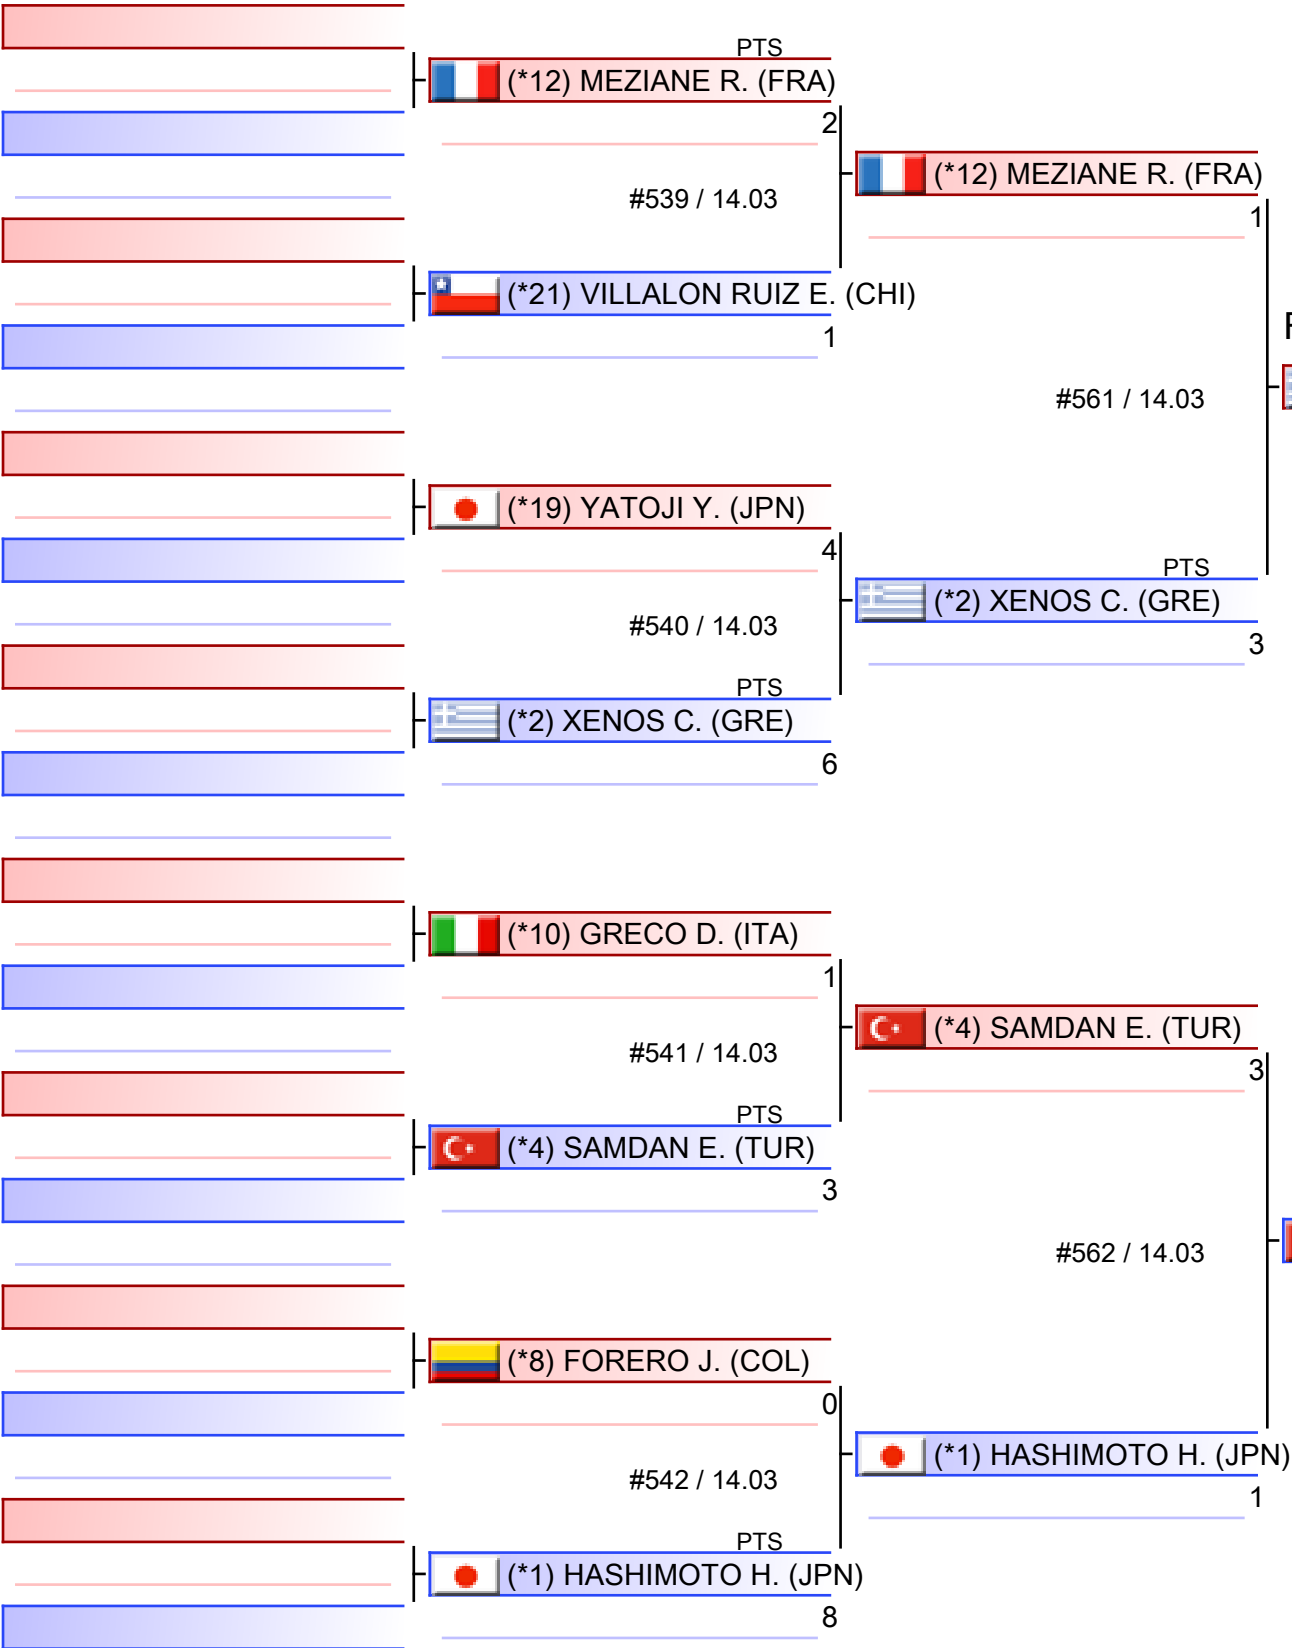 PTS
(*12) MEZIANE R. (FRA)
2
(*12) MEZIANE R. (FRA)
#539 / 14.03
1
(*21) VILLALON RUIZ E. (CHI)
1
#561 / 14.03
(*19) YATOJI Y. (JPN)
4
PTS
(*2) XENOS C. (GRE)
#540 / 14.03
3
PTS
(*2) XENOS C. (GRE)
6
(*10) GRECO D. (ITA)
1
(*4) SAMDAN E. (TUR)
#541 / 14.03
3
PTS
(*4) SAMDAN E. (TUR)
3
#562 / 14.03
(*8) FORERO J. (COL)
0
(*1) HASHIMOTO H. (JPN)
#542 / 14.03
1
PTS
(*1) HASHIMOTO H. (JPN)
8